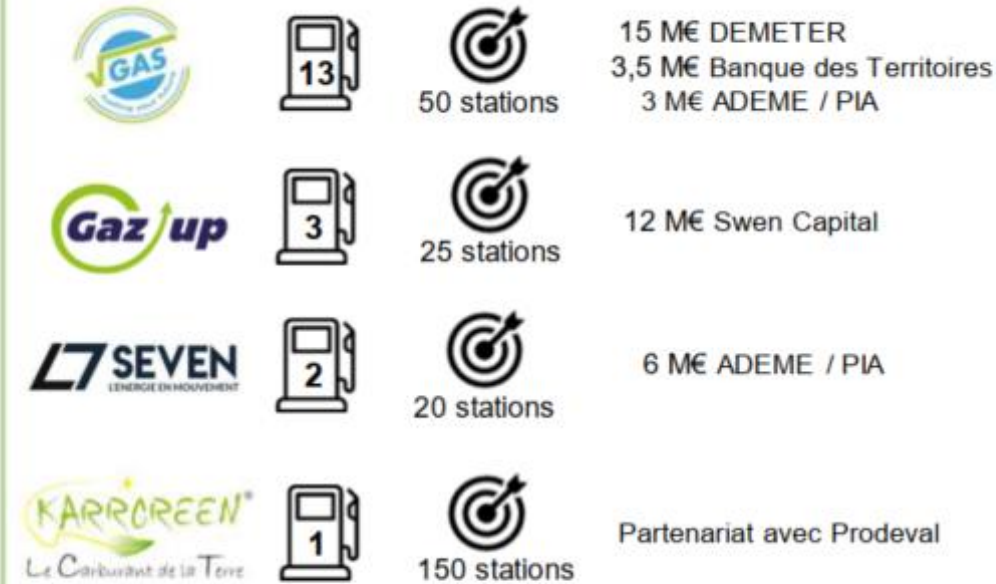 GAS
13
50 stations
15 M€ DEMETER
3,5 M€ Banque des Territoires
3 M€ ADEME / PIA
Gaz up
3
25 stations
12 M€ Swen Capital
SEVEN
L'ENERGIE EN MOUVEMENT
2
20 stations
6 M€ ADEME / PIA
KARRGREEN®
Le Carburant de la Terre
1
150 stations
Partenariat avec Prodeval